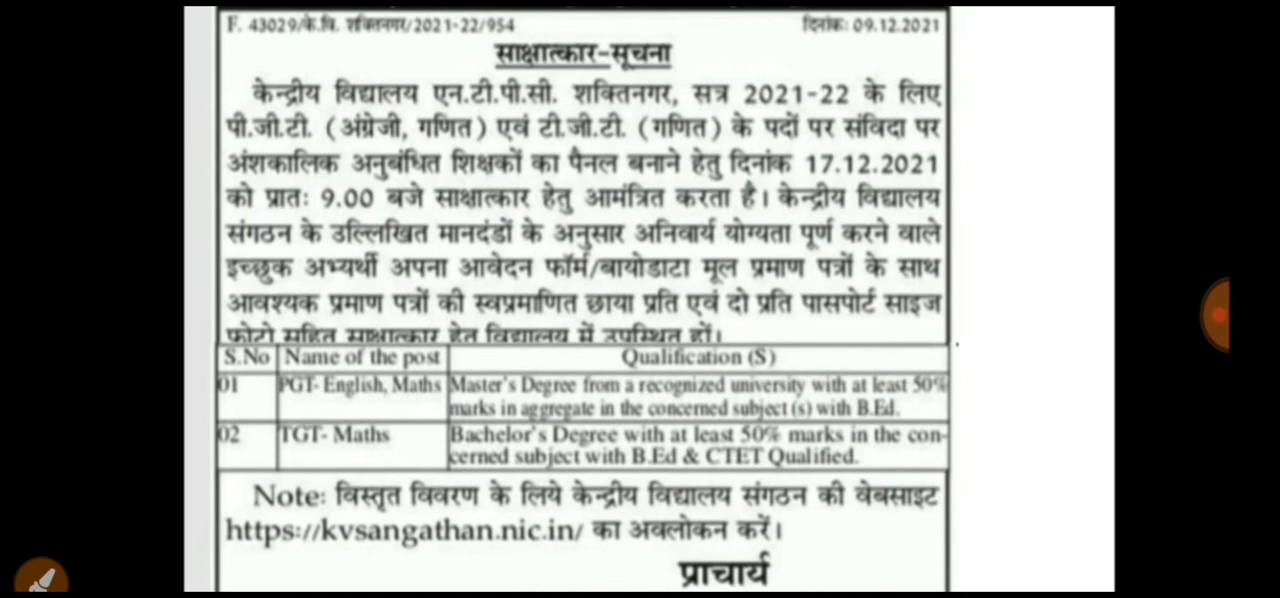 F. 43029/के.वि. शक्तिनगर/2021-22/954 दिनांक: 09.12.2021
साक्षात्कार-सूचना
केन्द्रीय विद्यालय एन.टी.पी.सी. शक्तिनगर, सत्र 2021-22 के लिए
पी.जी.टी. (अंग्रेजी, गणित) एवं टी.जी.टी. (गणित) के पदों पर संविदा पर
अंशकालिक अनुबंधित शिक्षकों का पैनल बनाने हेतु दिनांक 17.12.2021
को प्रातः 9.00 बजे साक्षात्कार हेतु आमंत्रित करता है। केन्द्रीय विद्यालय
संगठन के उल्लिखित मानदंडों के अनुसार अनिवार्य योग्यता पूर्ण करने वाले
इच्छुक अभ्यर्थी अपना आवेदन फॉर्म/बायोडाटा मूल प्रमाण पत्रों के साथ
आवश्यक प्रमाण पत्रों की स्वप्रमाणित छाया प्रति एवं दो प्रति पासपोर्ट साइज
फोटो सहित साक्षात्कार हेतु विद्यालय में उपस्थित हों।
S.No Name of the post Qualification (S)
01 PGT- English, Maths Master's Degree from a recognized university with at least 50%
marks in aggregate in the concerned subject (s) with B.Ed.
02 TGT- Maths Bachelor's Degree with at least 50% marks in the con-
cerned subject with B.Ed & CTET Qualified.
Note: विस्तृत विवरण के लिये केन्द्रीय विद्यालय संगठन की वेबसाइट
https://kvsangathan.nic.in/ का अवलोकन करें।
प्राचार्य